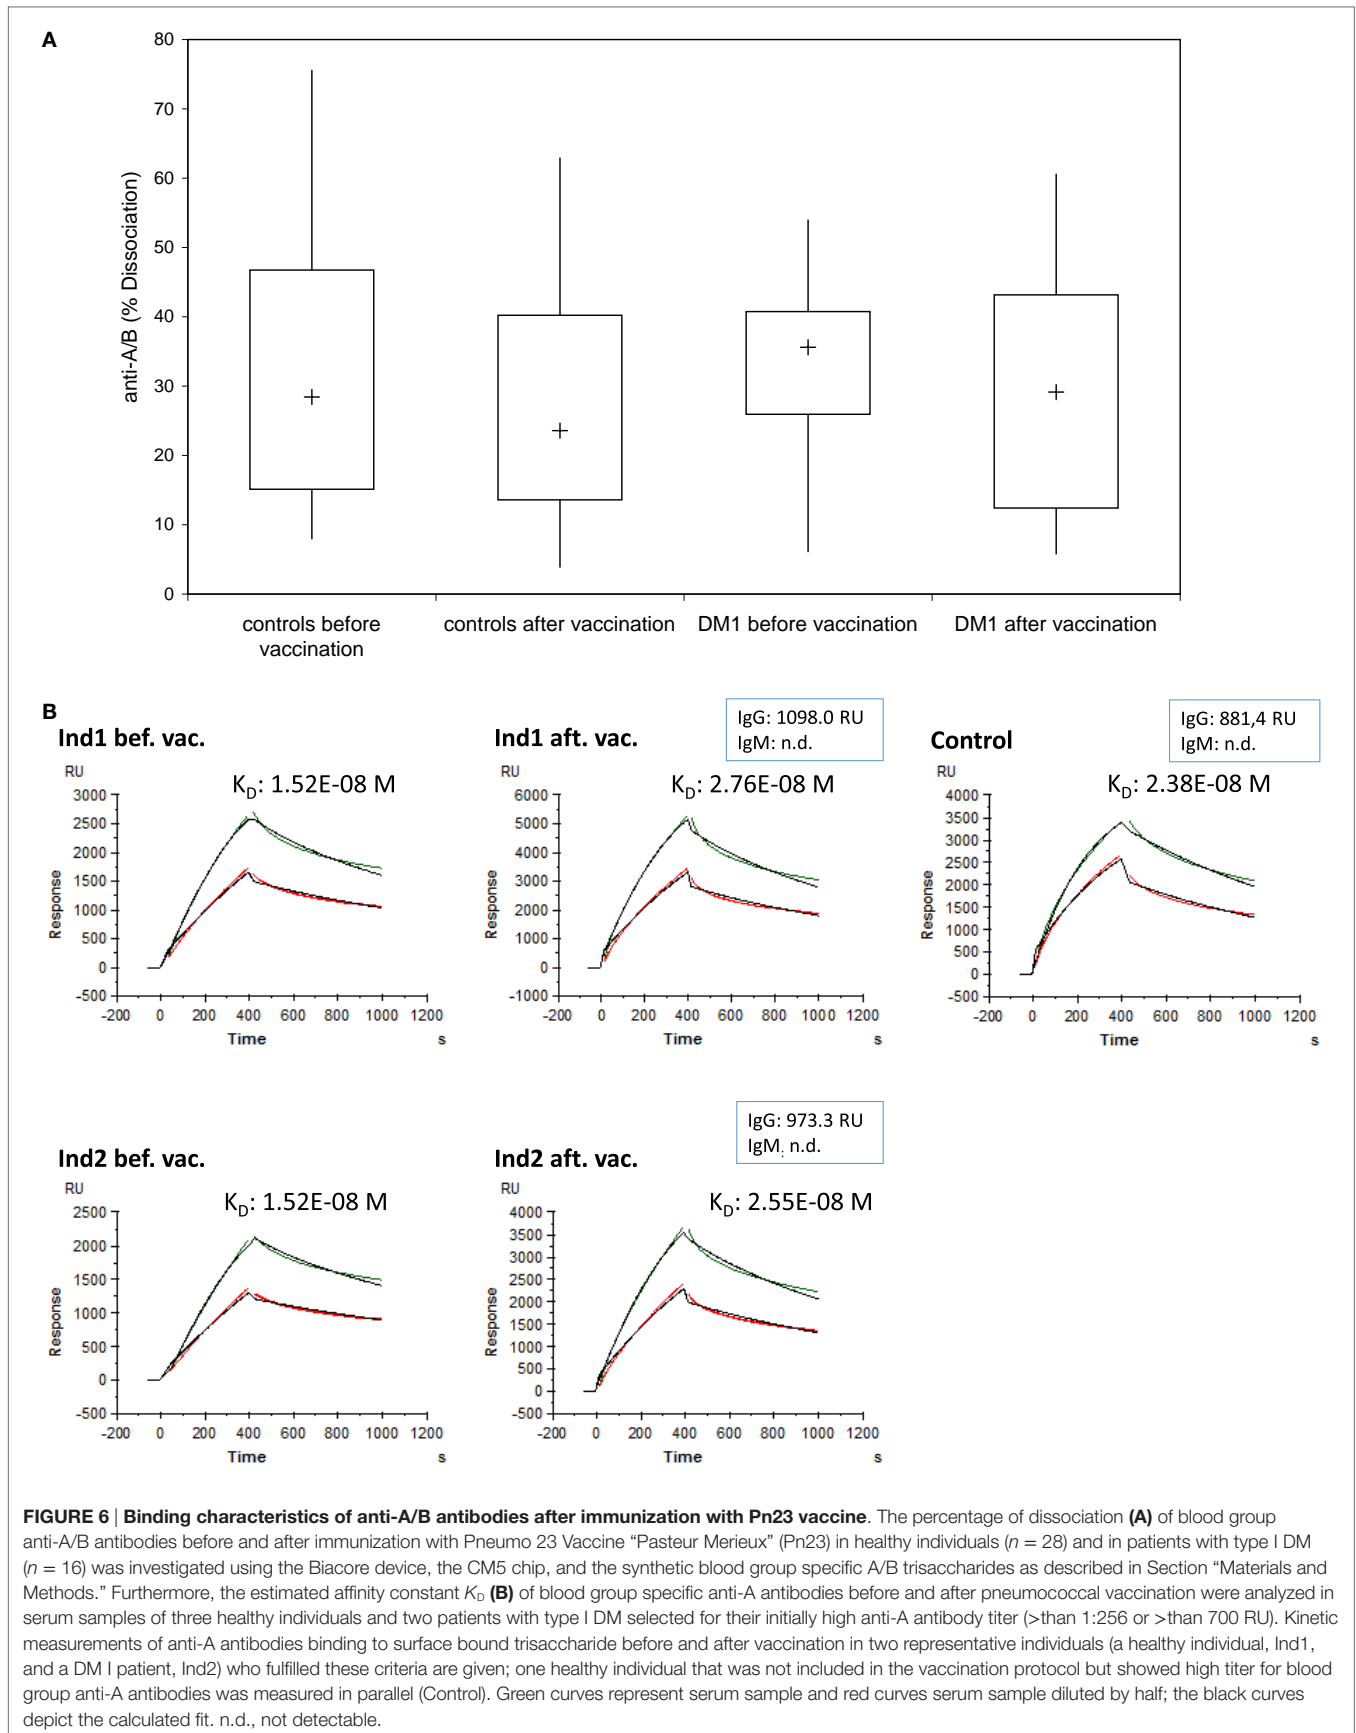 A
80
70
60
50
40
30
20
10
0
anti-A/B (% Dissociation)
controls before
vaccination
controls after vaccination
DM1 before vaccination
DM1 after vaccination
B
Ind1 bef. vac.
RU
K_D: 1.52E-08 M
3000
2500
2000
1500
1000
500
0
-500
Response
-200 0 200 400 600 800 1000 1200
Time s
Ind1 aft. vac.
IgG: 1098.0 RU
IgM: n.d.
RU
K_D: 2.76E-08 M
6000
5000
4000
3000
2000
1000
0
-1000
Response
-200 0 200 400 600 800 1000 1200
Time s
Control
IgG: 881,4 RU
IgM: n.d.
RU
K_D: 2.38E-08 M
4000
3500
3000
2500
2000
1500
1000
500
0
-500
Response
-200 0 200 400 600 800 1000 1200
Time s
Ind2 bef. vac.
RU
K_D: 1.52E-08 M
2500
2000
1500
1000
500
0
-500
Response
-200 0 200 400 600 800 1000 1200
Time s
Ind2 aft. vac.
IgG: 973.3 RU
IgM: n.d.
RU
K_D: 2.55E-08 M
4000
3500
3000
2500
2000
1500
1000
500
0
-500
Response
-200 0 200 400 600 800 1000 1200
Time s
FIGURE 6 | Binding characteristics of anti-A/B antibodies after immunization with Pn23 vaccine. The percentage of dissociation (A) of blood group
anti-A/B antibodies before and after immunization with Pneumo 23 Vaccine “Pasteur Merieux” (Pn23) in healthy individuals (n = 28) and in patients with type I DM
(n = 16) was investigated using the Biacore device, the CM5 chip, and the synthetic blood group specific A/B trisaccharides as described in Section “Materials and
Methods.” Furthermore, the estimated affinity constant K_D (B) of blood group specific anti-A antibodies before and after pneumococcal vaccination were analyzed in
serum samples of three healthy individuals and two patients with type I DM selected for their initially high anti-A antibody titer (>than 1:256 or >than 700 RU). Kinetic
measurements of anti-A antibodies binding to surface bound trisaccharide before and after vaccination in two representative individuals (a healthy individual, Ind1,
and a DM I patient, Ind2) who fulfilled these criteria are given; one healthy individual that was not included in the vaccination protocol but showed high titer for blood
group anti-A antibodies was measured in parallel (Control). Green curves represent serum sample and red curves serum sample diluted by half; the black curves
depict the calculated fit. n.d., not detectable.